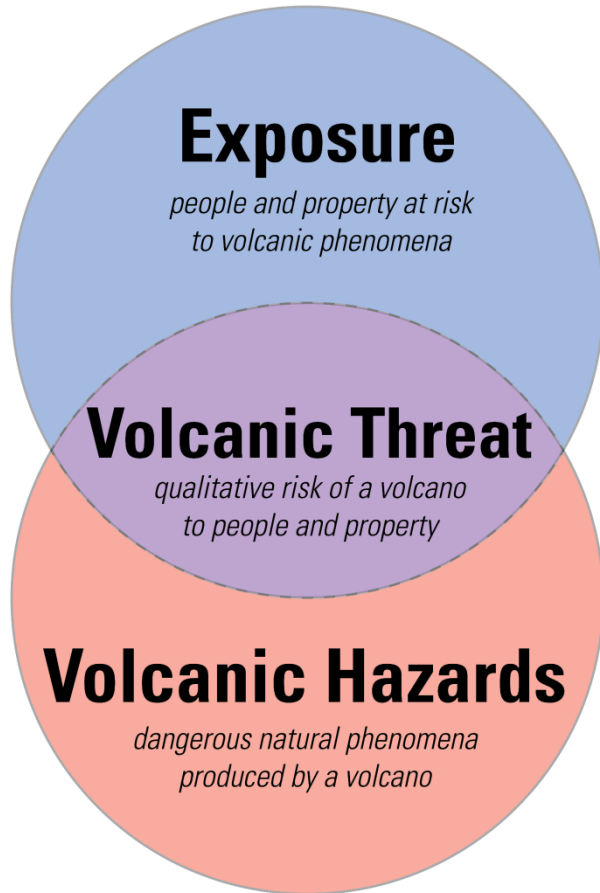 Exposure
people and property at risk
to volcanic phenomena
Volcanic Threat
qualitative risk of a volcano
to people and property
Volcanic Hazards
dangerous natural phenomena
produced by a volcano